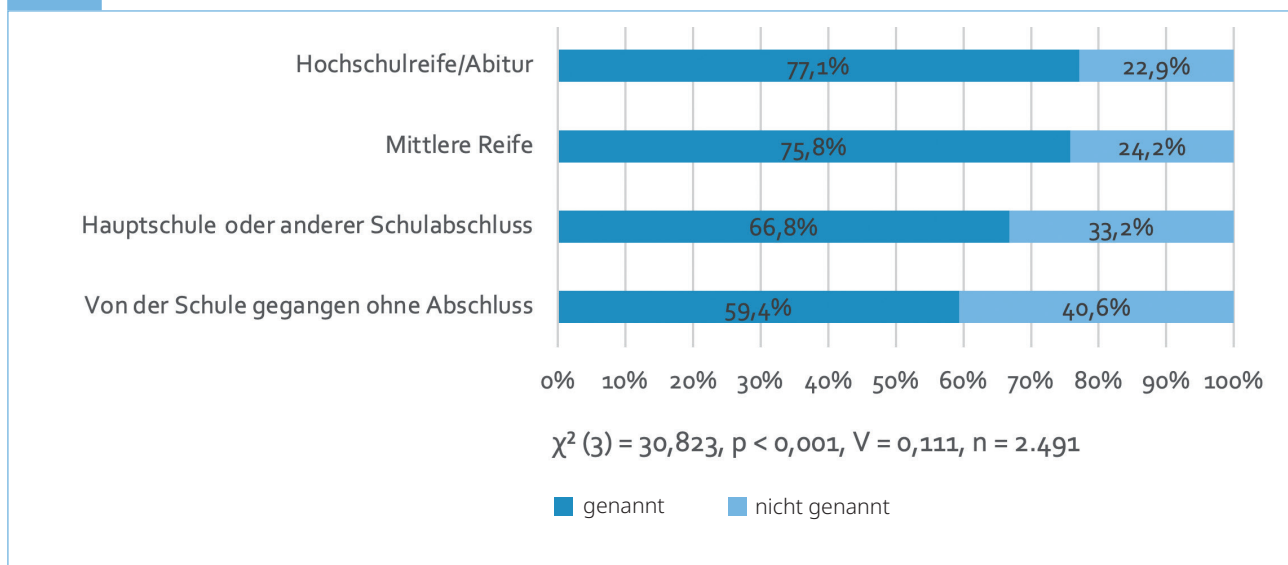 Hochschulreife/Abitur
77,1%
22,9%
Mittlere Reife
75,8%
24,2%
Hauptschule oder anderer Schulabschluss
66,8%
33,2%
Von der Schule gegangen ohne Abschluss
59,4%
40,6%
0% 10% 20% 30% 40% 50% 60% 70% 80% 90% 100%
χ² (3) = 30,823, p < 0,001, V = 0,111, n = 2.491
genannt
nicht genannt